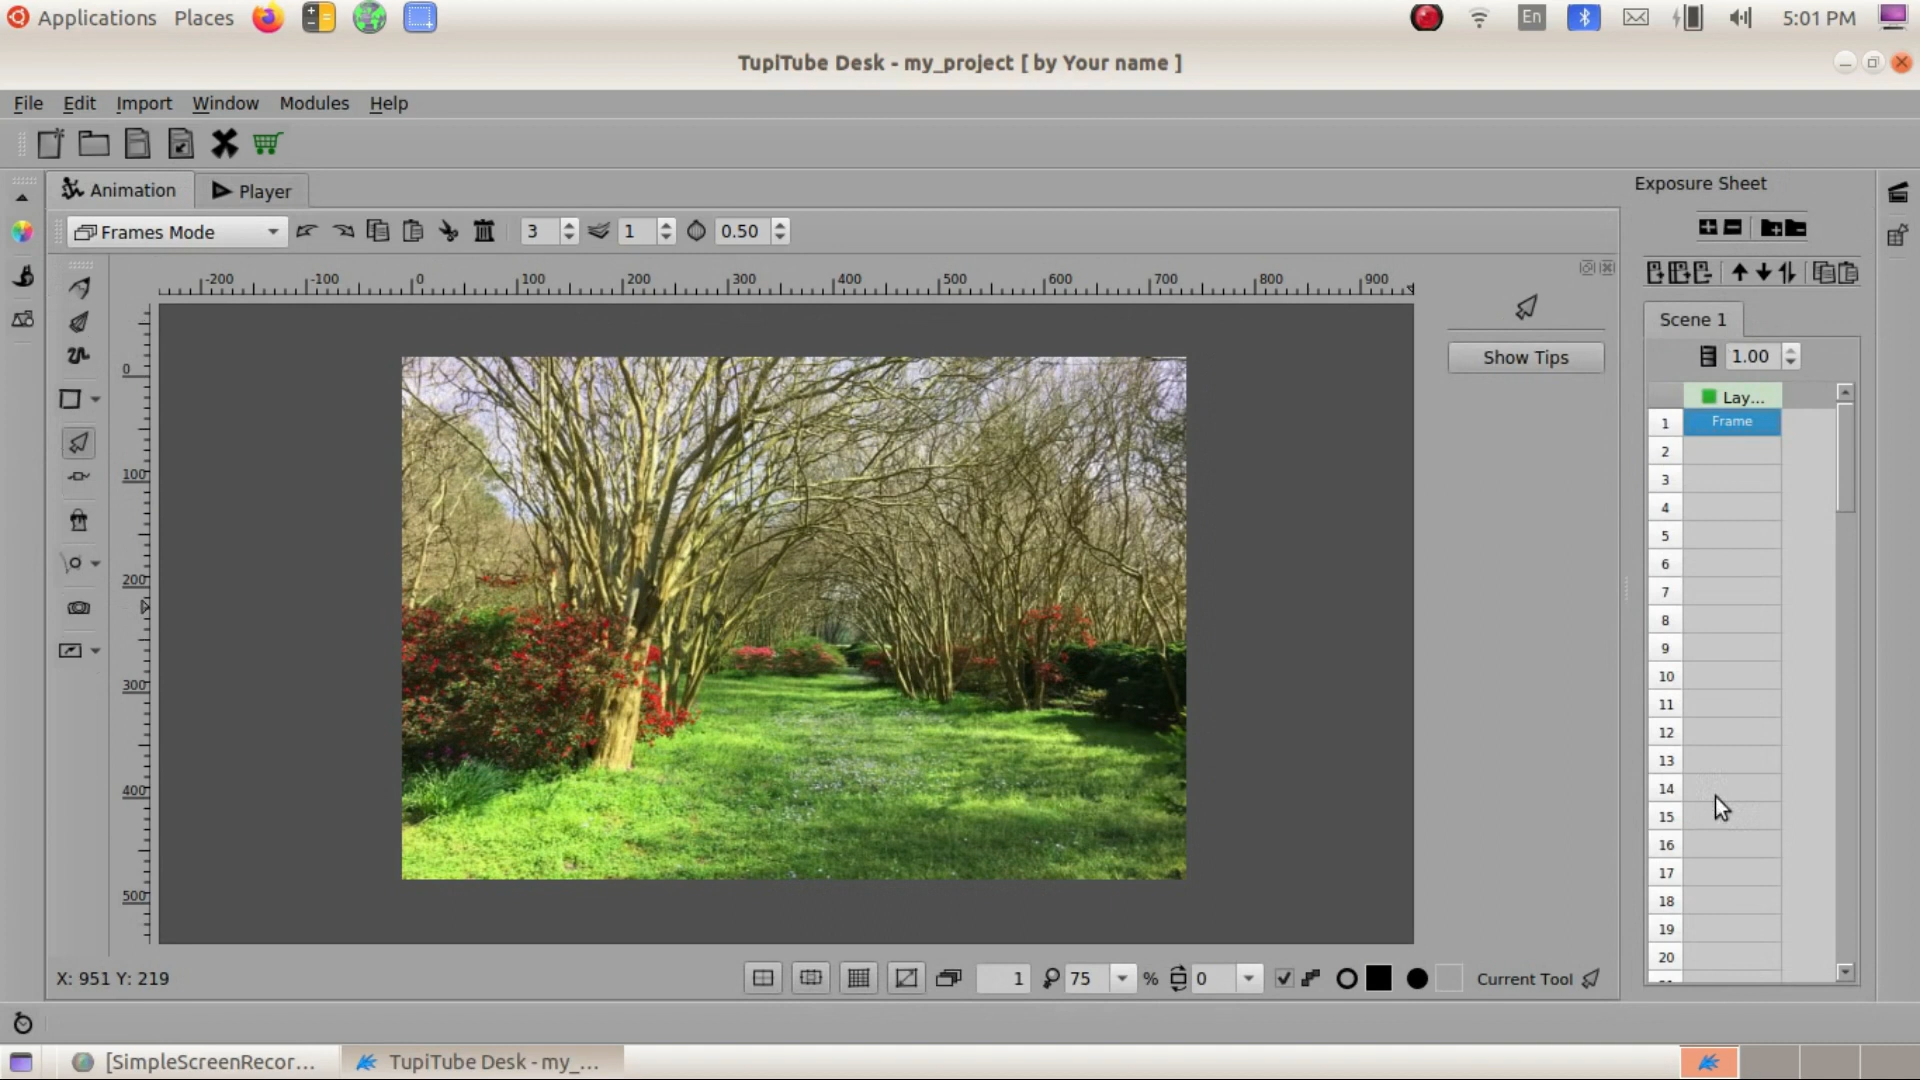 Applications Places En 5:01 PM
TupiTube Desk - my_project [ by Your name ]
File Edit Import Window Modules Help
Animation Player
Exposure Sheet
Frames Mode 3 1 0.50
-200 -100 0 100 200 300 400 500 600 700 800 900
Scene 1
Show Tips
1.00
Lay...
Frame
0
100
200
300
400
500
1
2
3
4
5
6
7
8
9
10
11
12
13
14
15
16
17
18
19
20
X: 951 Y: 219 1 75 % 0 Current Tool
[SimpleScreenRecor... TupiTube Desk - my_...